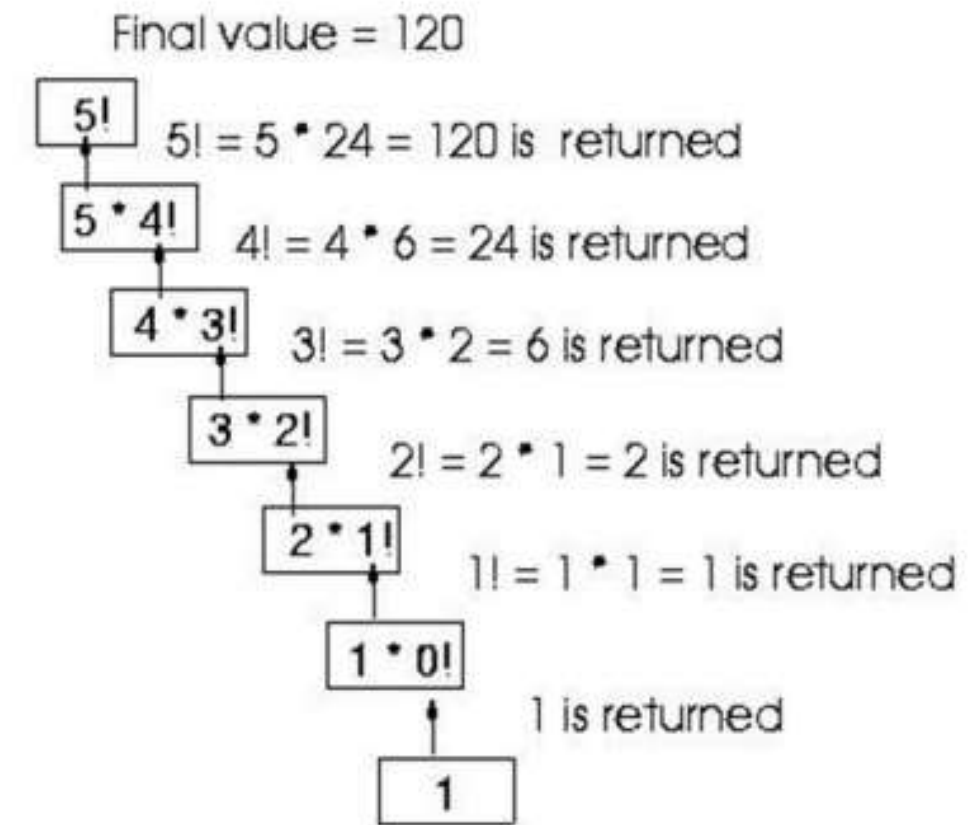 Final value = 120
5!
5! = 5 * 24 = 120 is returned
5 * 4!
4! = 4 * 6 = 24 is returned
4 * 3!
3! = 3 * 2 = 6 is returned
3 * 2!
2! = 2 * 1 = 2 is returned
2 * 1!
1! = 1 * 1 = 1 is returned
1 * 0!
1 is returned
1